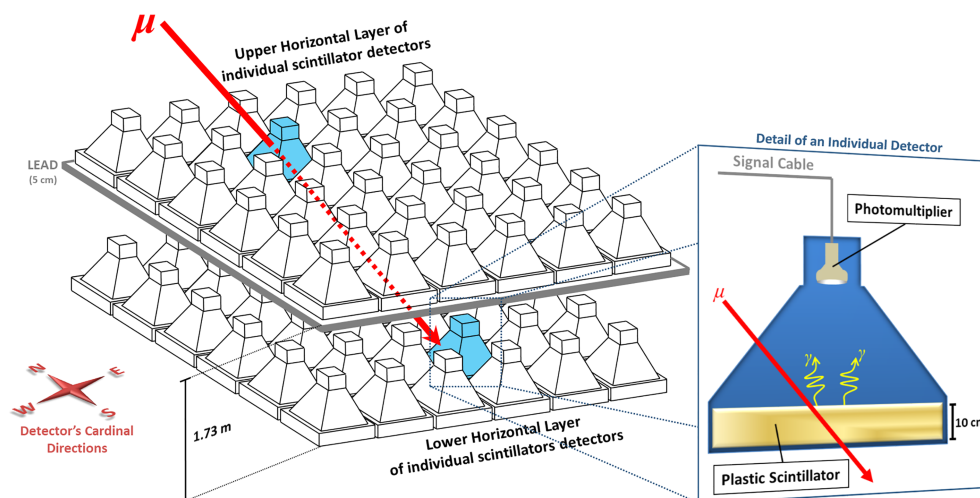 μ
Upper Horizontal Layer of
individual scintillator detectors
LEAD
(5 cm)
N
E
W
S
Detector's Cardinal
Directions
1.73 m
Lower Horizontal Layer
of individual scintillators detectors
Detail of an Individual Detector
Signal Cable
Photomultiplier
μ
γ
γ
10 cm
Plastic Scintillator